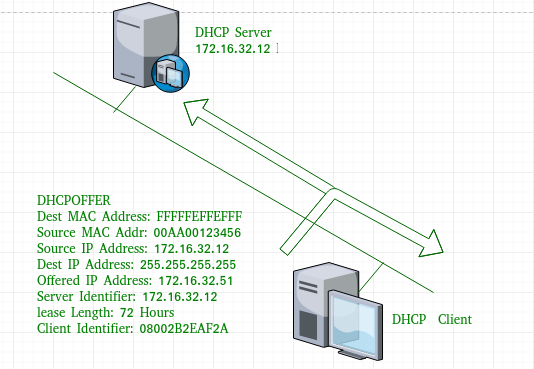 DHCP Server
172.16.32.12
DHCPOFFER
Dest MAC Address: FFFFFEFFEFFF
Source MAC Addr: 00AA00123456
Source IP Address: 172.16.32.12
Dest IP Address: 255.255.255.255
Offered IP Address: 172.16.32.51
Server Identifier: 172.16.32.12
lease Length: 72 Hours
Client Identifier: 08002B2EAF2A
DHCP Client